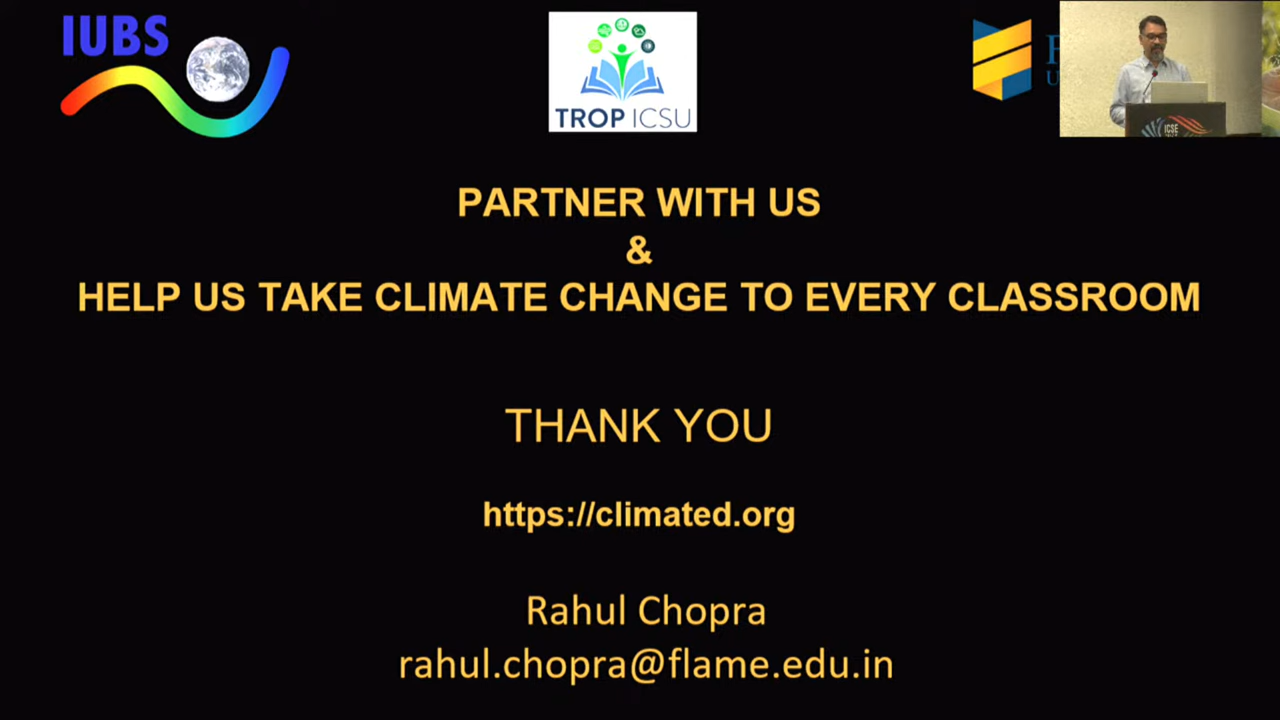 IUBS
TROP ICSU
PARTNER WITH US
&
HELP US TAKE CLIMATE CHANGE TO EVERY CLASSROOM
THANK YOU
https://climated.org
Rahul Chopra
rahul.chopra@flame.edu.in
ICSE